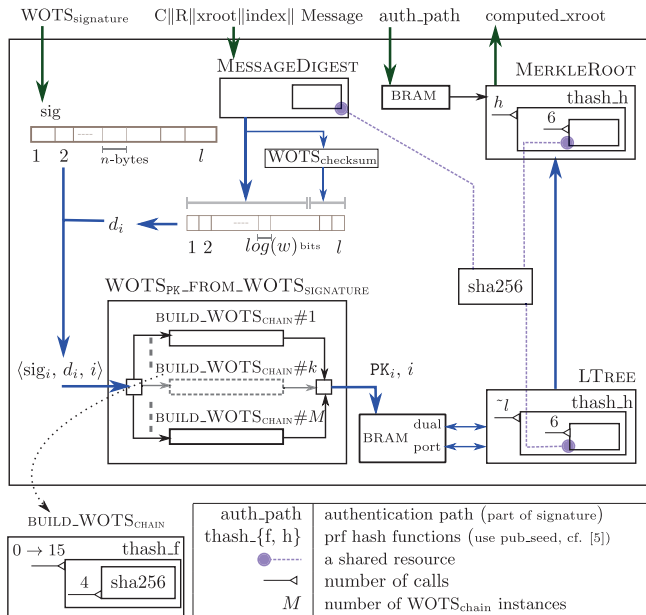 WOTSsignature
C‖R‖xroot‖index‖ Message
auth_path
computed_xroot
MESSAGEDIGEST
MERKLEROOT
BRAM
h
thash_h
6
sig
1 2 n-bytes l
WOTSchecksum
di
1 2 log(w) bits l
sha256
WOTSPK_FROM_WOTSSIGNATURE
BUILD_WOTSCHAIN#1
BUILD_WOTSCHAIN#k
BUILD_WOTSCHAIN#M
⟨sigi, di, i⟩
PKi, i
BRAM
dual
port
LTREE
~l
thash_h
6
BUILD_WOTSCHAIN
0 → 15
thash_f
4
sha256
auth_path authentication path (part of signature)
thash_{f, h} prf hash functions (use pub_seed, cf. [5])
a shared resource
number of calls
M number of WOTSchain instances